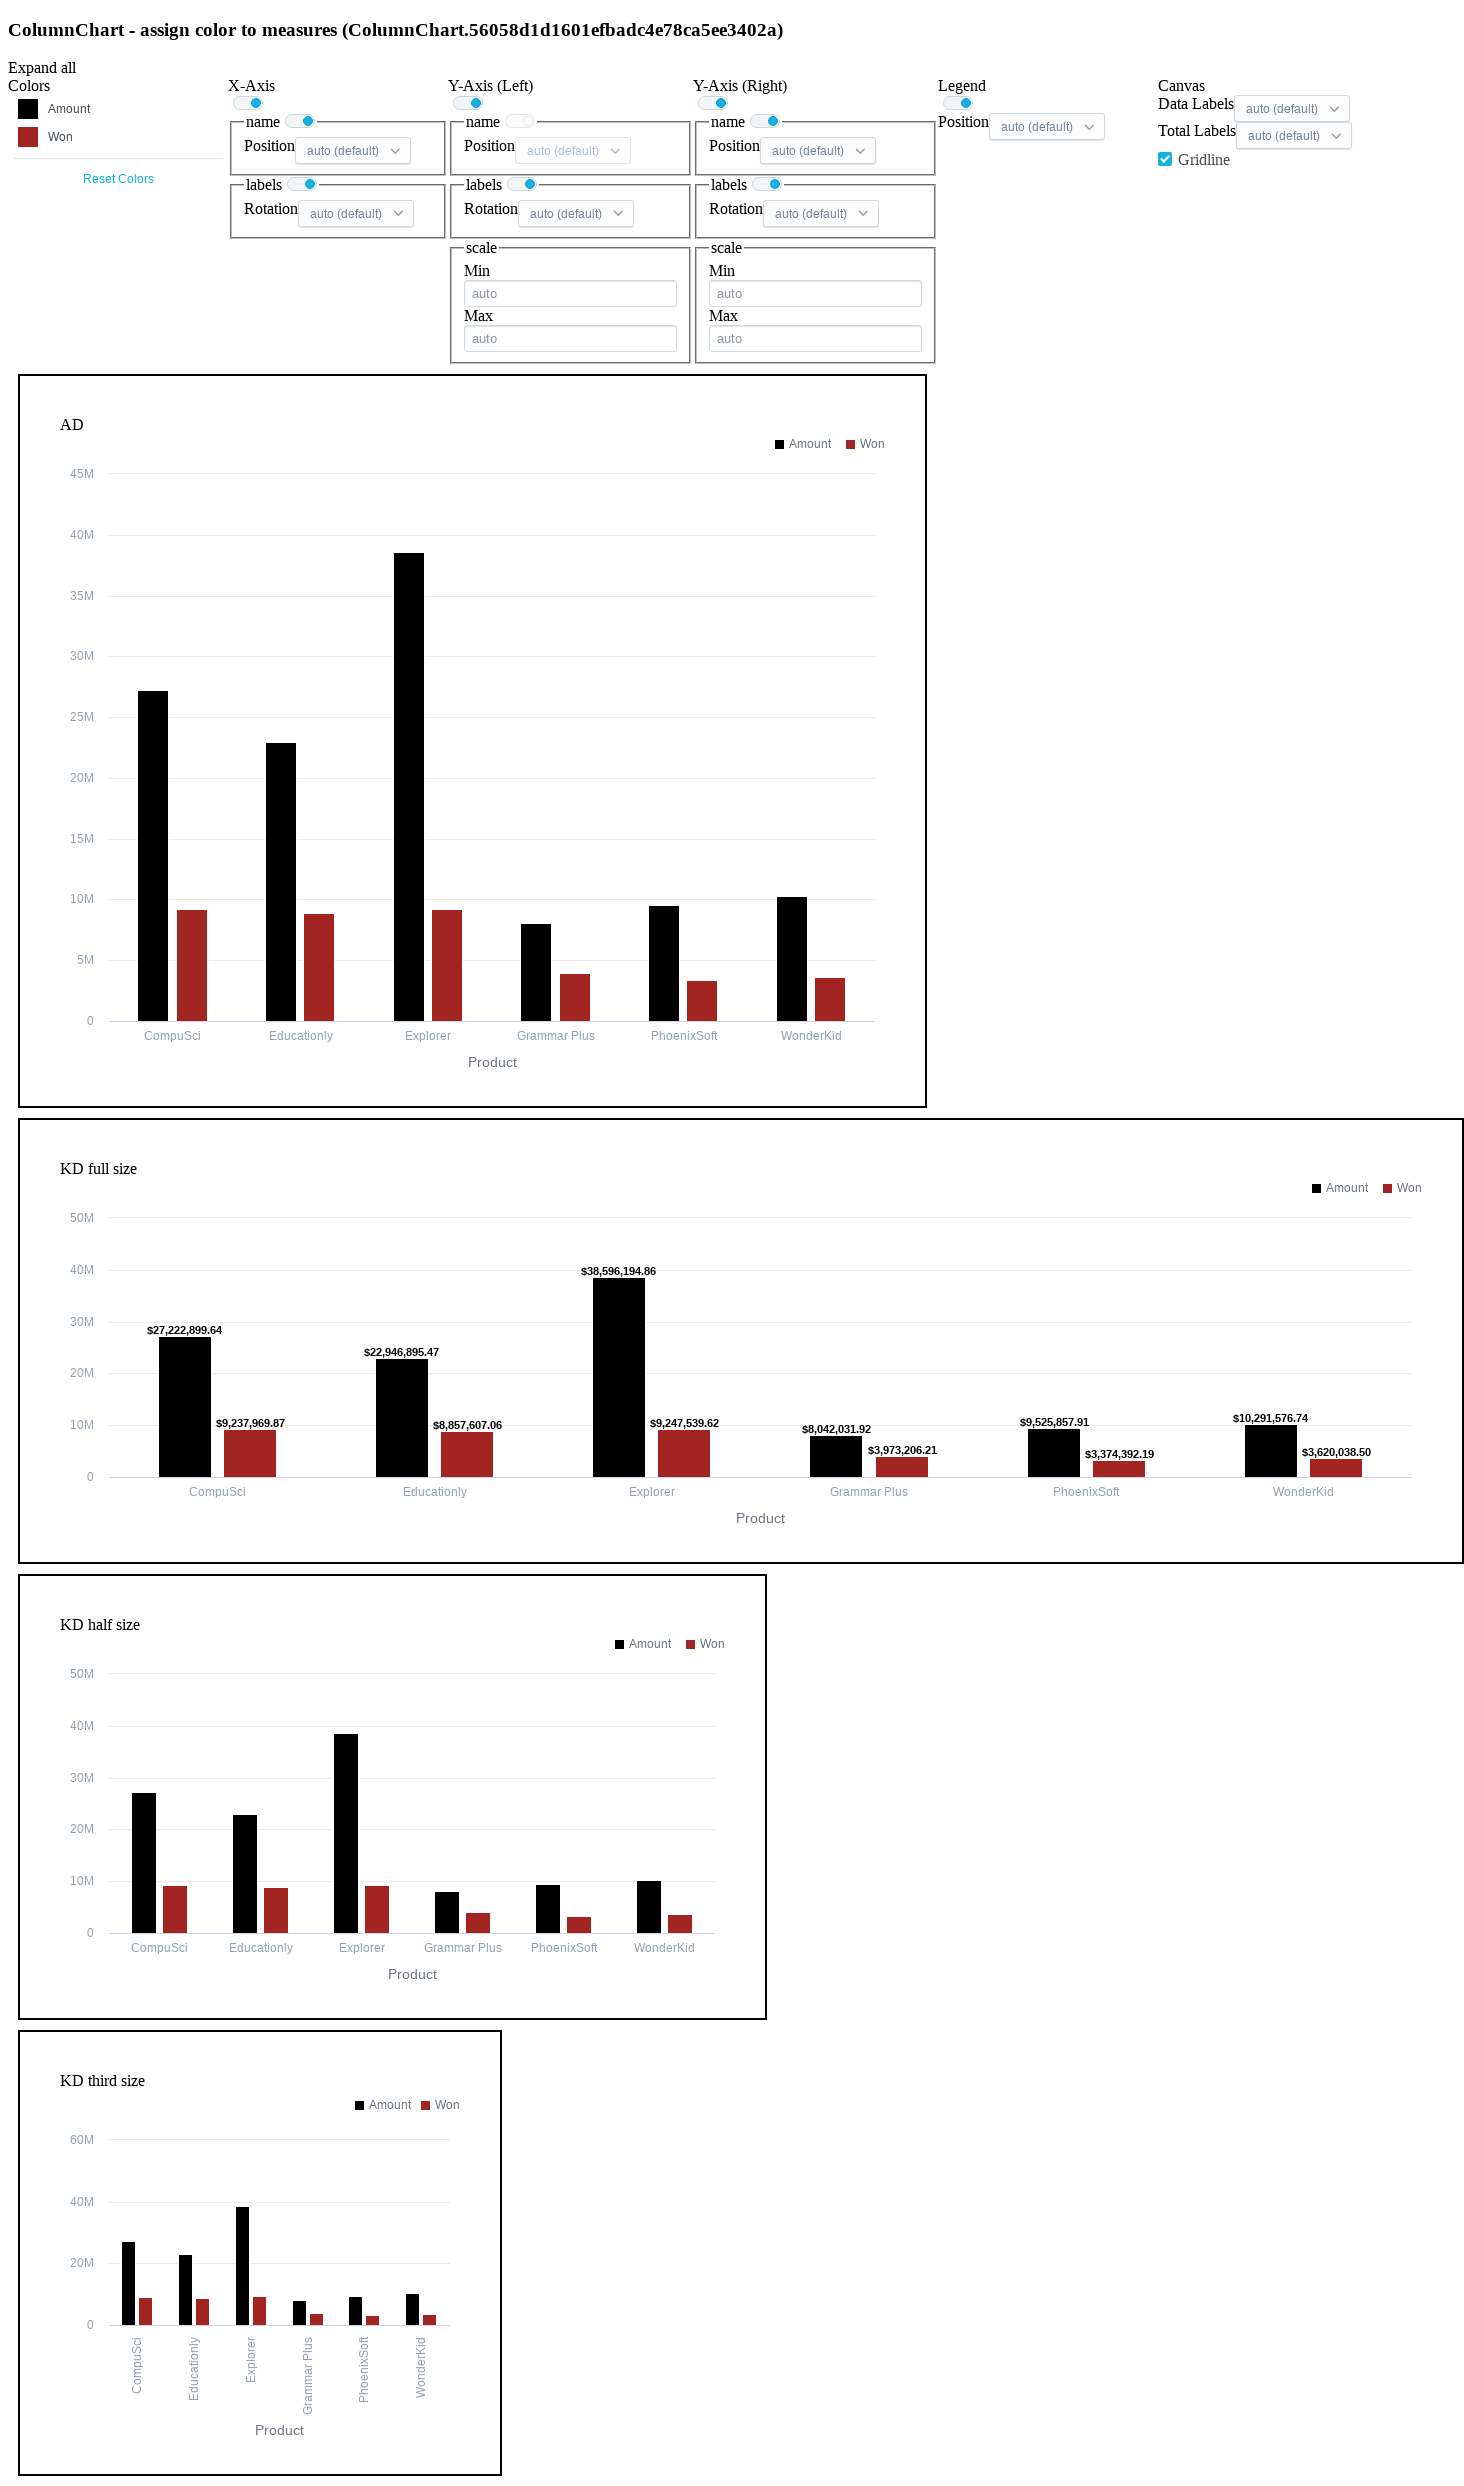 ColumnChart - assign color to measures (ColumnChart.56058d1d1601efbadc4e78ca5ee3402a)
Expand all
Colors
Amount
Won
Reset Colors
X-Axis
name
Position auto (default)
labels
Rotation auto (default)
Y-Axis (Left)
name
Position auto (default)
labels
Rotation auto (default)
scale
Min
auto
Max
auto
Y-Axis (Right)
name
Position auto (default)
labels
Rotation auto (default)
scale
Min
auto
Max
auto
Legend
Position auto (default)
Canvas
Data Labels auto (default)
Total Labels auto (default)
Gridline
AD
Amount Won
45M
40M
35M
30M
25M
20M
15M
10M
5M
0
CompuSci Educationly Explorer Grammar Plus PhoenixSoft WonderKid
Product
KD full size
Amount Won
50M
40M
30M
20M
10M
0
$27,222,899.64
$9,237,969.87
$22,946,895.47
$8,857,607.06
$38,596,194.86
$9,247,539.62
$8,042,031.92
$3,973,206.21
$9,525,857.91
$3,374,392.19
$10,291,576.74
$3,620,038.50
CompuSci Educationly Explorer Grammar Plus PhoenixSoft WonderKid
Product
KD half size
Amount Won
50M
40M
30M
20M
10M
0
CompuSci Educationly Explorer Grammar Plus PhoenixSoft WonderKid
Product
KD third size
Amount Won
60M
40M
20M
0
CompuSci
Educationly
Explorer
Grammar Plus
PhoenixSoft
WonderKid
Product